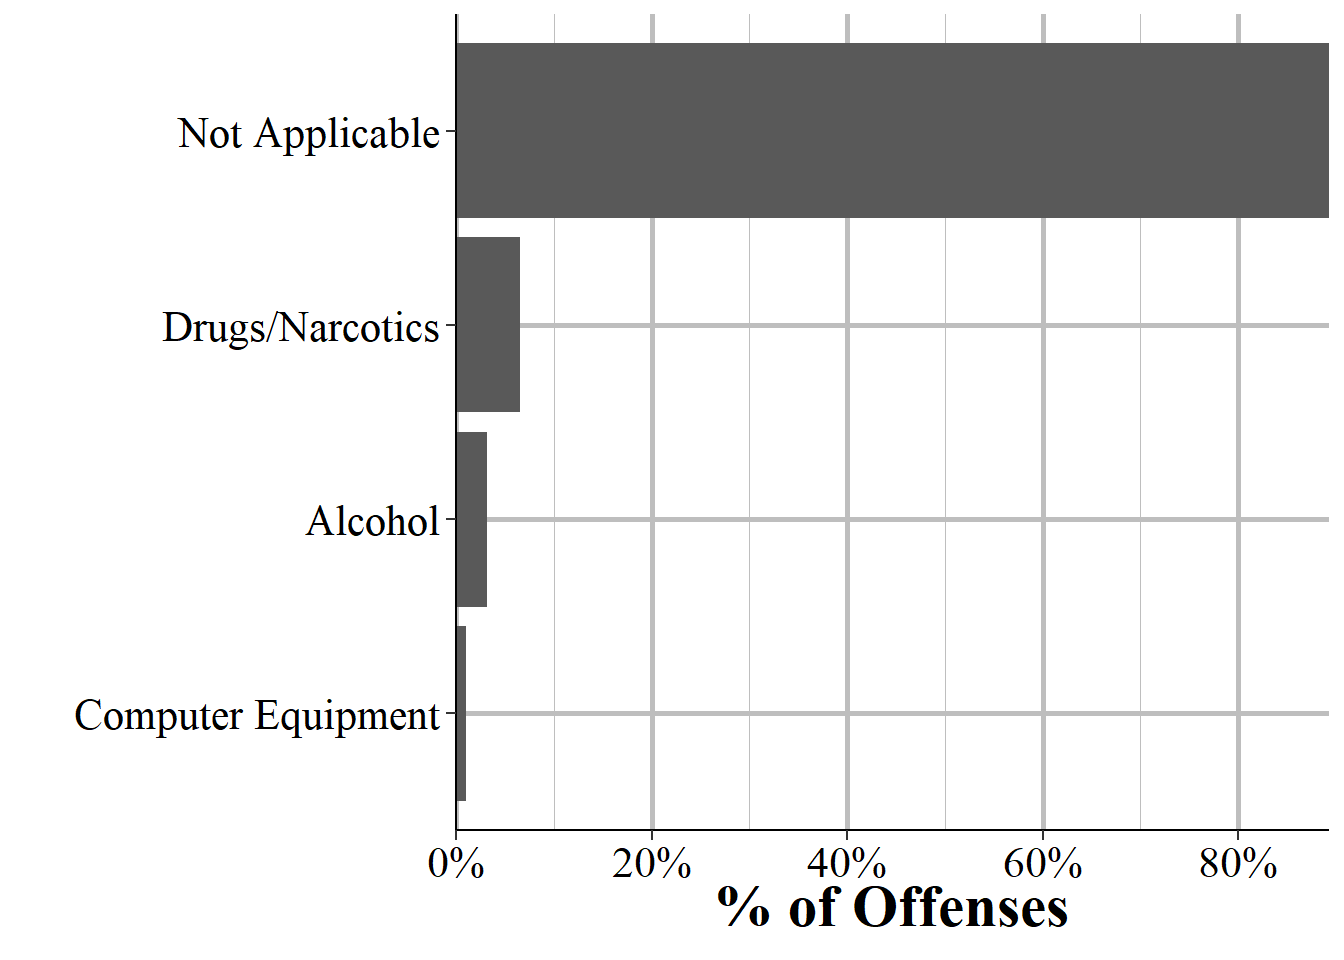 Not Applicable
Drugs/Narcotics
Alcohol
Computer Equipment
0% 20% 40% 60% 80%
% of Offenses